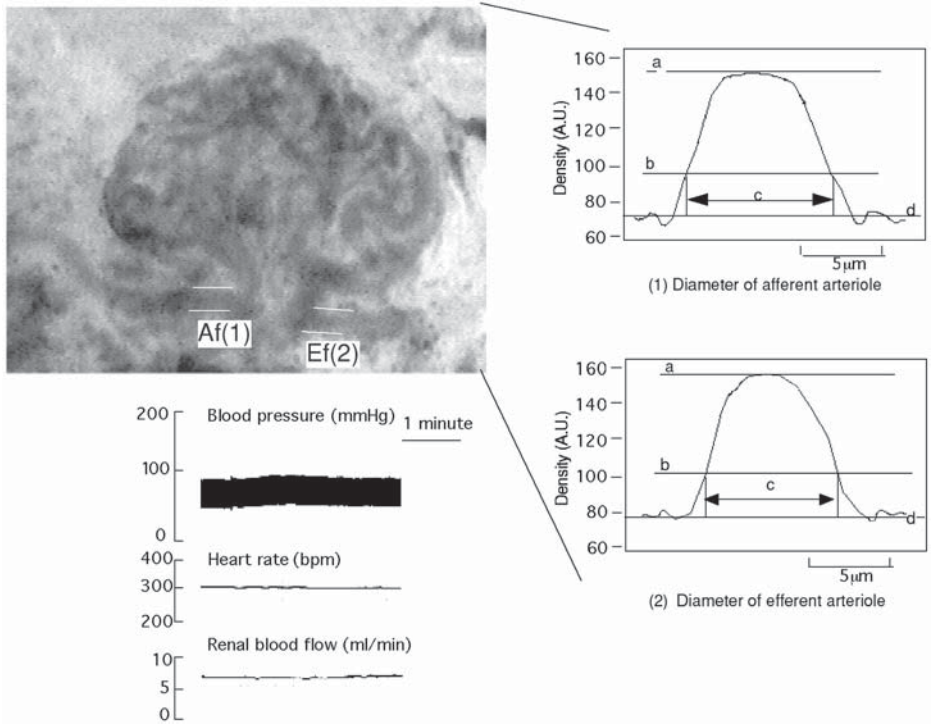 Af(1)
Ef(2)
160
140
120
100
80
60
Density (A.U.)
a
b
c
d
5μm
(1) Diameter of afferent arteriole
160
140
120
100
80
60
Density (A.U.)
a
b
c
d
5μm
(2) Diameter of efferent arteriole
Blood pressure (mmHg)
1 minute
200
100
0
Heart rate (bpm)
400
300
200
Renal blood flow (ml/min)
10
5
0